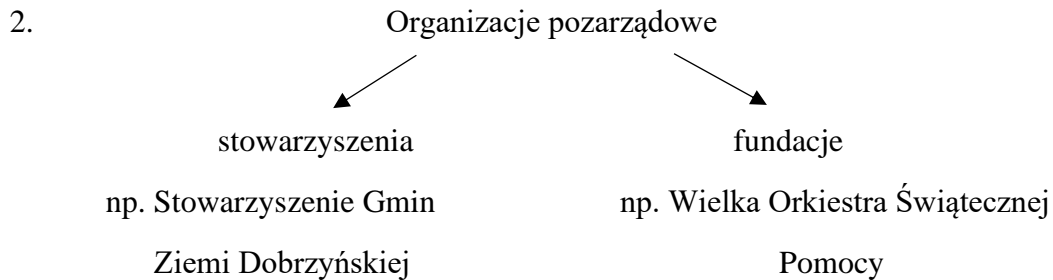 2. Organizacje pozarządowe
stowarzyszenia fundacje
np. Stowarzyszenie Gmin np. Wielka Orkiestra Świątecznej
Ziemi Dobrzyńskiej Pomocy